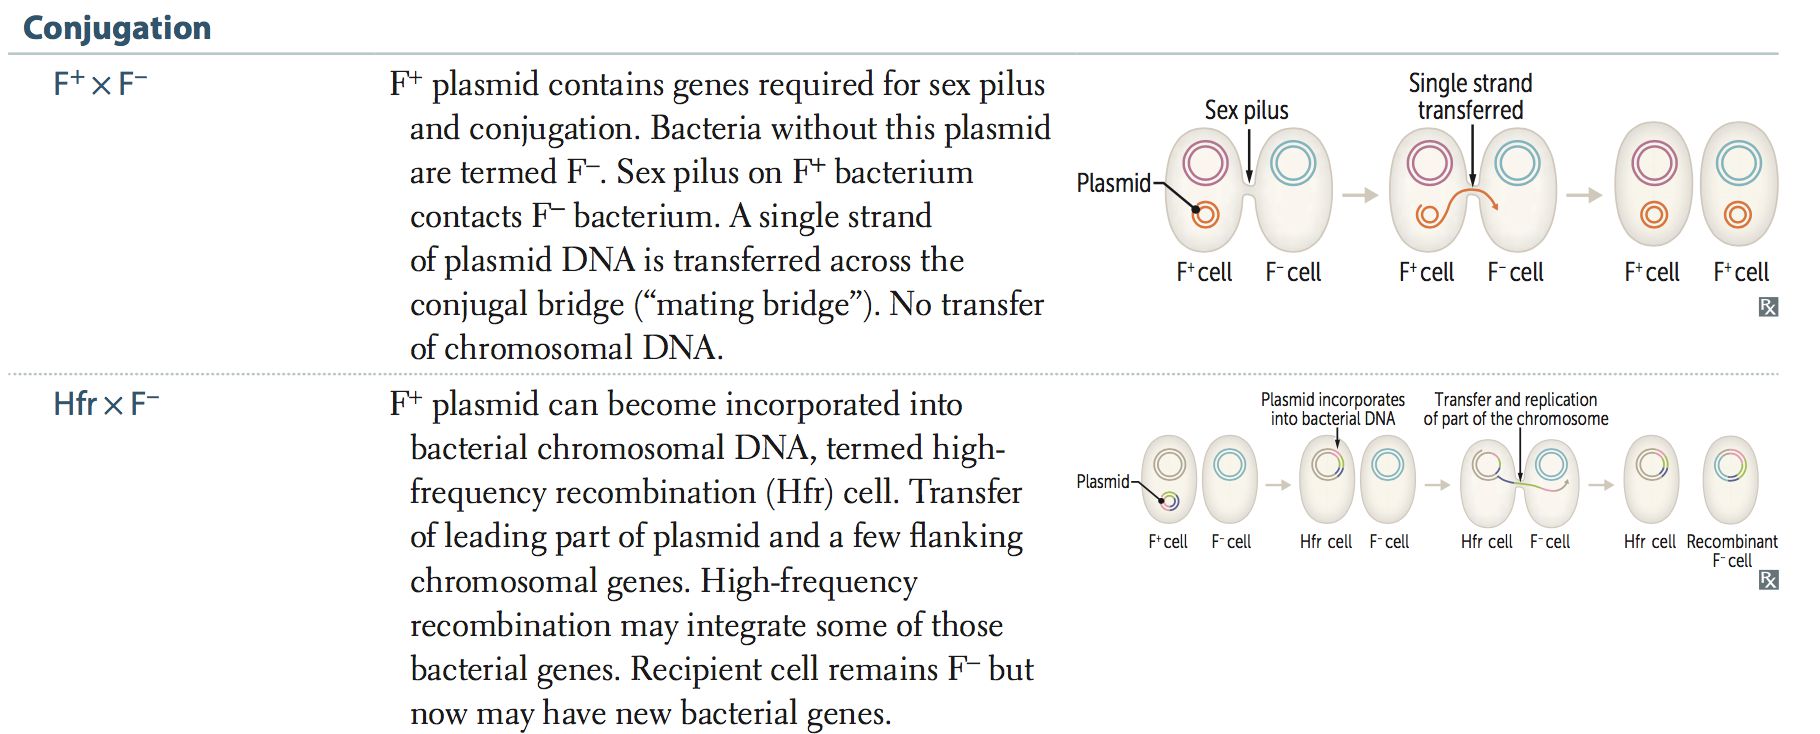 Conjugation
F+ × F–
F+ plasmid contains genes required for sex pilus
and conjugation. Bacteria without this plasmid
are termed F–. Sex pilus on F+ bacterium
contacts F– bacterium. A single strand
of plasmid DNA is transferred across the
conjugal bridge (“mating bridge”). No transfer
of chromosomal DNA.
Sex pilus
Single strand
transferred
Plasmid
F+ cell F– cell F+ cell F– cell F+ cell F+ cell
Rx
Hfr × F–
F+ plasmid can become incorporated into
bacterial chromosomal DNA, termed high-
frequency recombination (Hfr) cell. Transfer
of leading part of plasmid and a few flanking
chromosomal genes. High-frequency
recombination may integrate some of those
bacterial genes. Recipient cell remains F– but
now may have new bacterial genes.
Plasmid incorporates
into bacterial DNA
Transfer and replication
of part of the chromosome
Plasmid
F+ cell F– cell Hfr cell F– cell Hfr cell F– cell Hfr cell Recombinant
F– cell
Rx